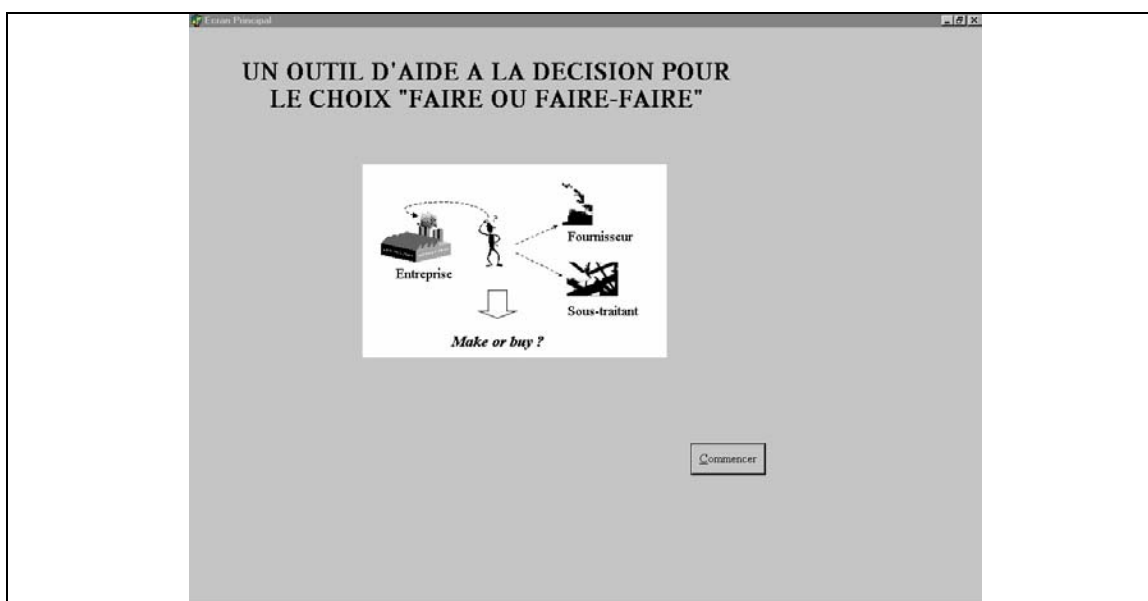 Ecran Principal
UN OUTIL D'AIDE A LA DECISION POUR
LE CHOIX "FAIRE OU FAIRE-FAIRE"
?
Fournisseur
Entreprise
Sous-traitant
Make or buy ?
Commencer